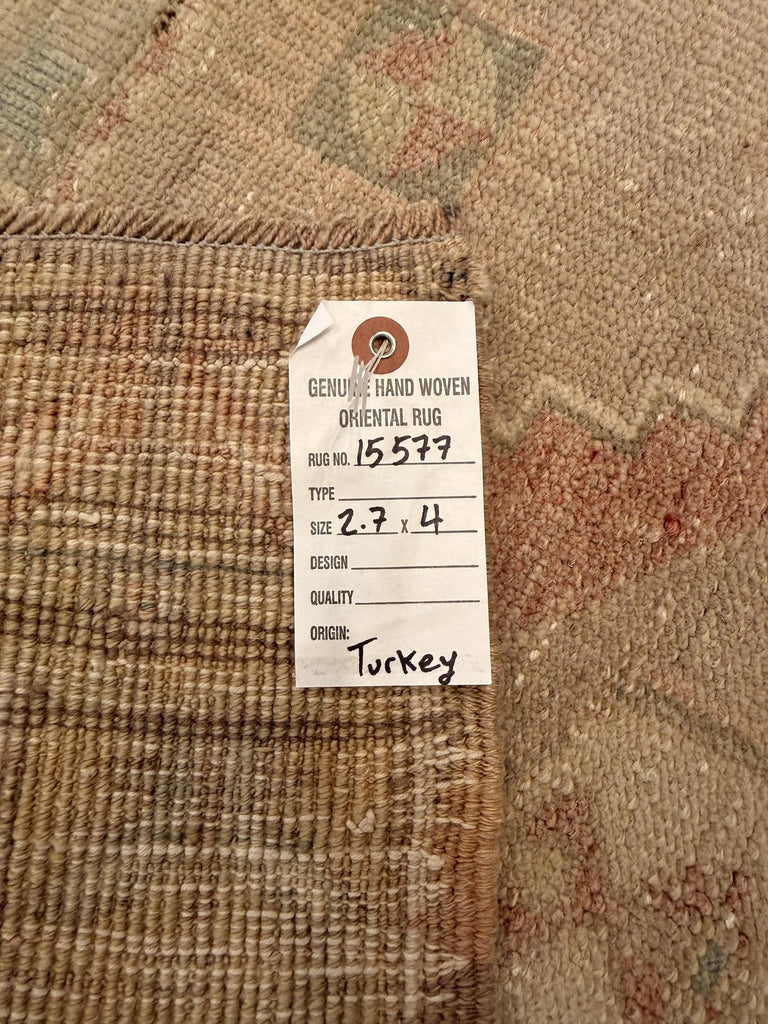 GENUINE HAND WOVEN
ORIENTAL RUG
RUG NO. 15577
TYPE
SIZE 2.7 x 4
DESIGN
QUALITY
ORIGIN:
Turkey